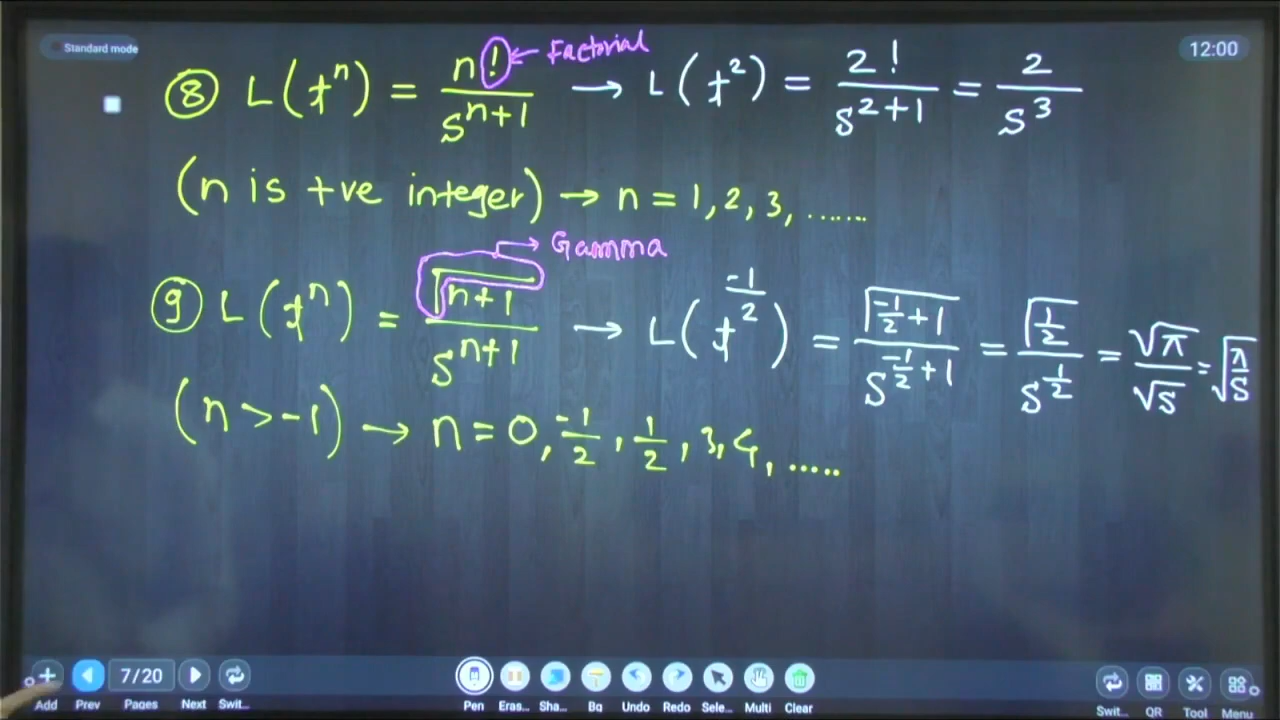 Standard mode
12:00
⑧ L(tⁿ) = n! / s^(n+1) ← Factorial → L(t²) = 2! / s^(2+1) = 2 / s³
(n is +ve integer) → n = 1, 2, 3, .......
→ Gamma
⑨ L(tⁿ) = Γ(n+1) / s^(n+1) → L(t^(-1/2)) = Γ(-1/2 + 1) / s^(-1/2 + 1) = Γ(1/2) / s^(1/2) = √π / √s = √(π/s)
(n > -1) → n = 0, -1/2, 1/2, 3, 4, .....
7/20
Add Prev Pages Next Swit... Pen Eras... Sha... Bg Undo Redo Sele... Multi Clear Swit... QR Tool Menu